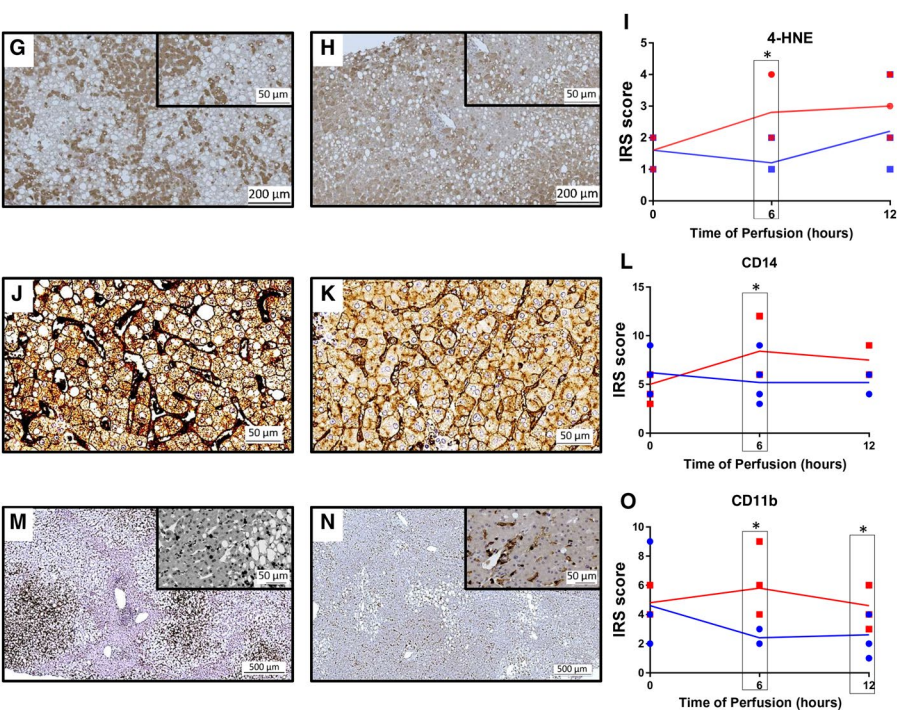 G
50 µm
200 µm
H
50 µm
200 µm
I
4-HNE
*
IRS score
5
4
3
2
1
0
0
6
12
Time of Perfusion (hours)
J
50 µm
K
50 µm
L
CD14
*
IRS score
15
10
5
0
0
6
12
Time of Perfusion (hours)
M
50 µm
500 µm
N
50 µm
500 µm
O
CD11b
*
*
IRS score
10
8
6
4
2
0
0
6
12
Time of Perfusion (hours)